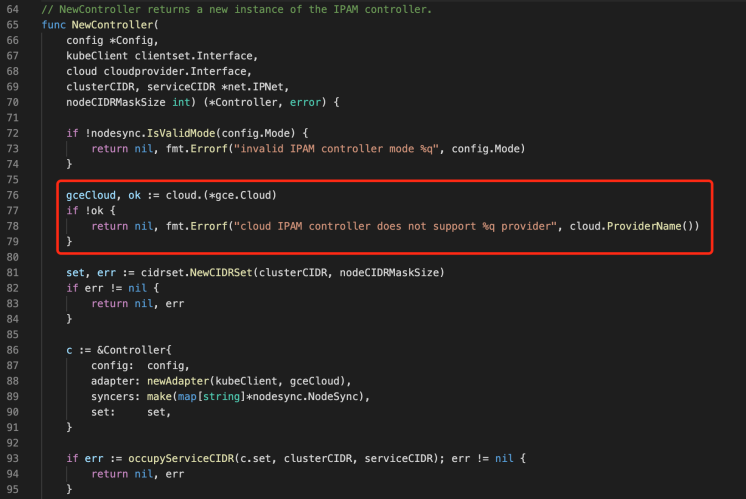 64 // NewController returns a new instance of the IPAM controller.
65 func NewController(
66     config *Config,
67     kubeClient clientset.Interface,
68     cloud cloudprovider.Interface,
69     clusterCIDR, serviceCIDR *net.IPNet,
70     nodeCIDRMaskSize int) (*Controller, error) {
71
72     if !nodesync.IsValidMode(config.Mode) {
73         return nil, fmt.Errorf("invalid IPAM controller mode %q", config.Mode)
74     }
75
76     gceCloud, ok := cloud.(*gce.Cloud)
77     if !ok {
78         return nil, fmt.Errorf("cloud IPAM controller does not support %q provider", cloud.ProviderName())
79     }
80
81     set, err := cidrset.NewCIDRSet(clusterCIDR, nodeCIDRMaskSize)
82     if err != nil {
83         return nil, err
84     }
85
86     c := &Controller{
87         config:  config,
88         adapter: newAdapter(kubeClient, gceCloud),
89         syncers: make(map[string]*nodesync.NodeSync),
90         set:     set,
91     }
92
93     if err := occupyServiceCIDR(c.set, clusterCIDR, serviceCIDR); err != nil {
94         return nil, err
95     }